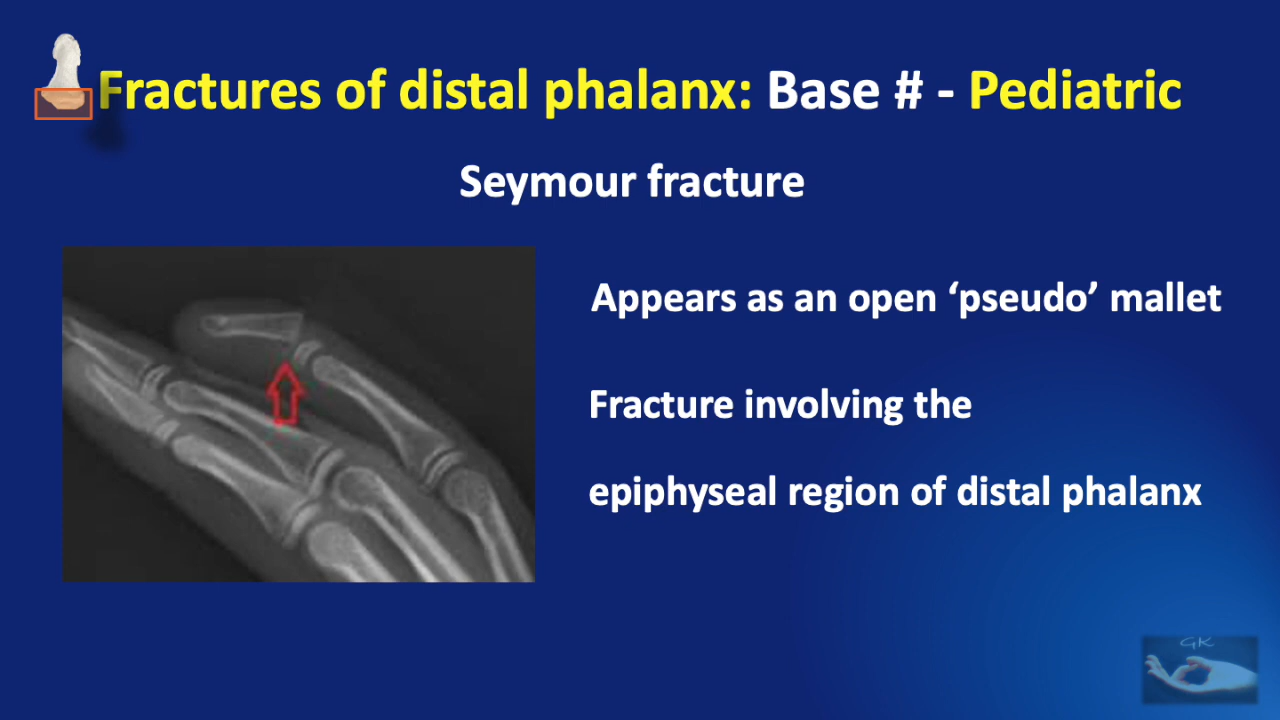 Fractures of distal phalanx: Base # - Pediatric
Seymour fracture
Appears as an open ‘pseudo’ mallet
Fracture involving the
epiphyseal region of distal phalanx
GK